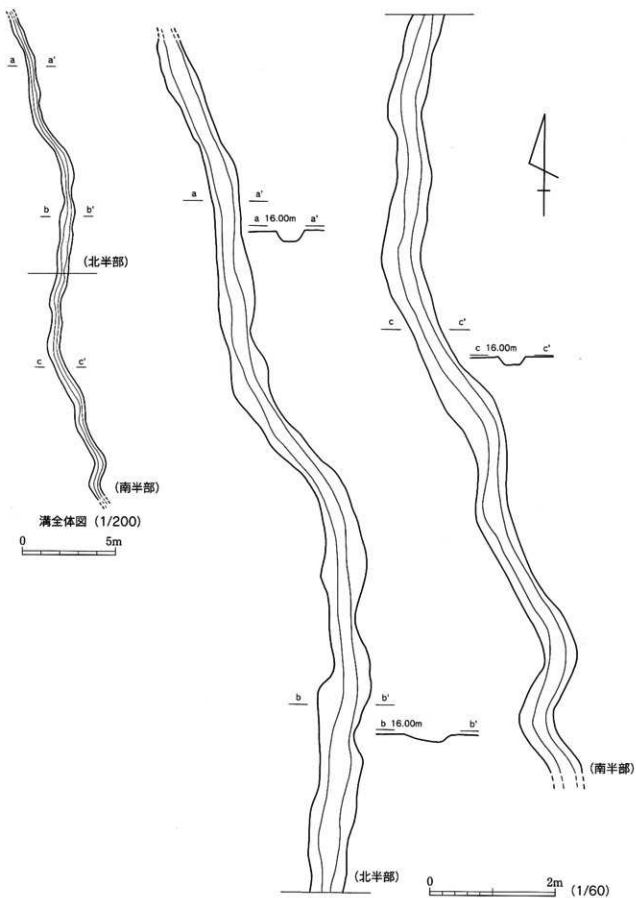 a a'
b b'
(北半部)
c c'
(南半部)
溝全体図 (1/200)
0 5m
a a'
a 16.00m a'
b b'
b 16.00m b'
(北半部)
c c'
c 16.00m c'
(南半部)
0 2m
(1/60)